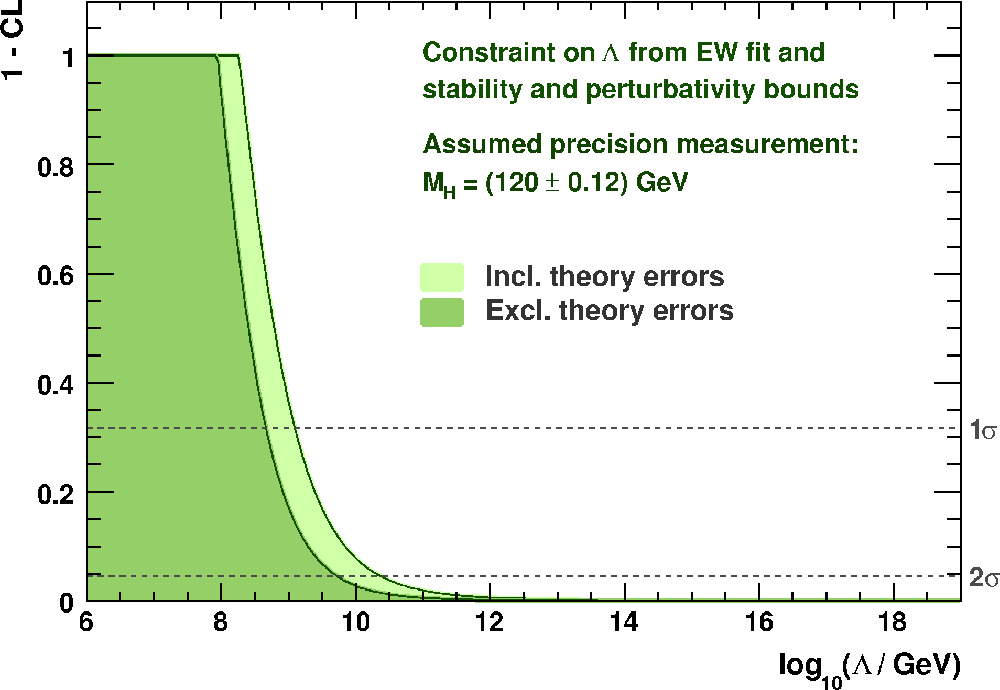 1 - CL
Constraint on Λ from EW fit and
stability and perturbativity bounds
Assumed precision measurement:
M_H = (120 ± 0.12) GeV
Incl. theory errors
Excl. theory errors
1
0.8
0.6
0.4
0.2
0
1σ
2σ
6 8 10 12 14 16 18
log₁₀(Λ / GeV)